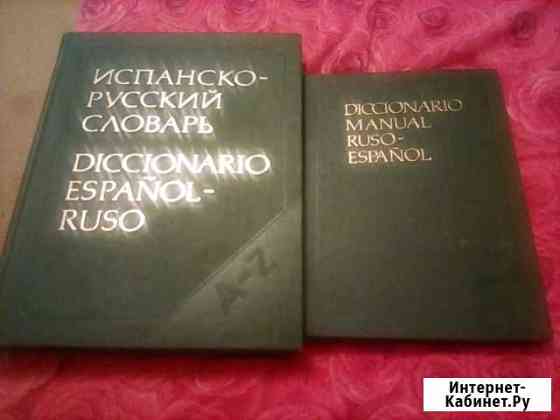 ИСПАНСКО-
РУССКИЙ
СЛОВАРЬ
DICCIONARIO
ESPAÑOL-
RUSO
A-Z
DICCIONARIO
MANUAL
RUSO-
ESPAÑOL
Интернет-
Кабинет.Ру